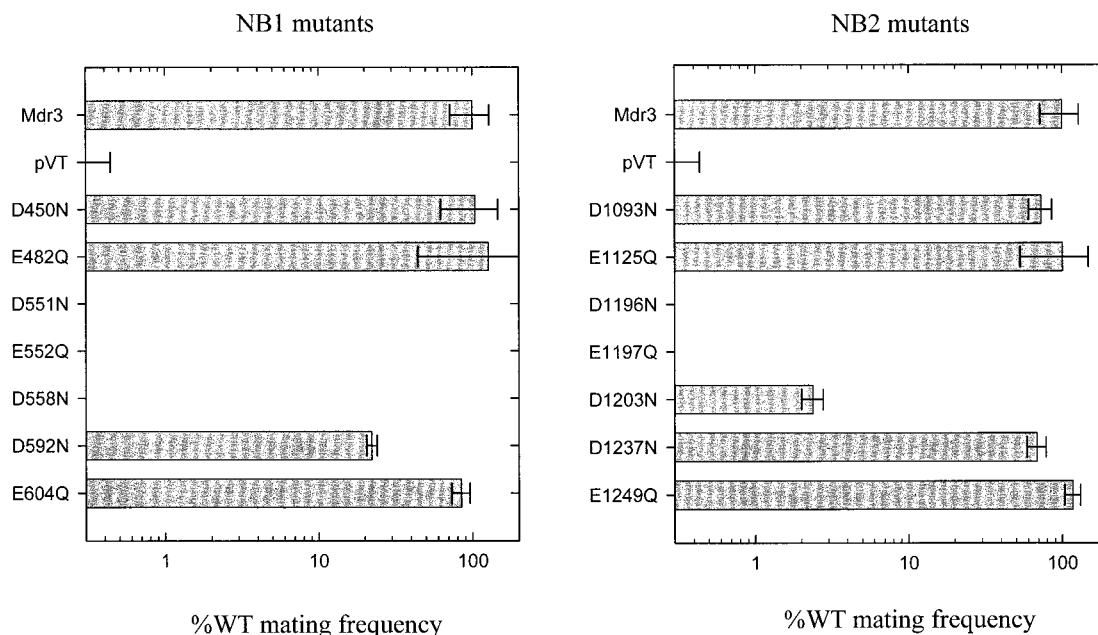 NB1 mutants
Mdr3
pVT
D450N
E482Q
D551N
E552Q
D558N
D592N
E604Q
1 10 100
%WT mating frequency
NB2 mutants
Mdr3
pVT
D1093N
E1125Q
D1196N
E1197Q
D1203N
D1237N
E1249Q
1 10 100
%WT mating frequency